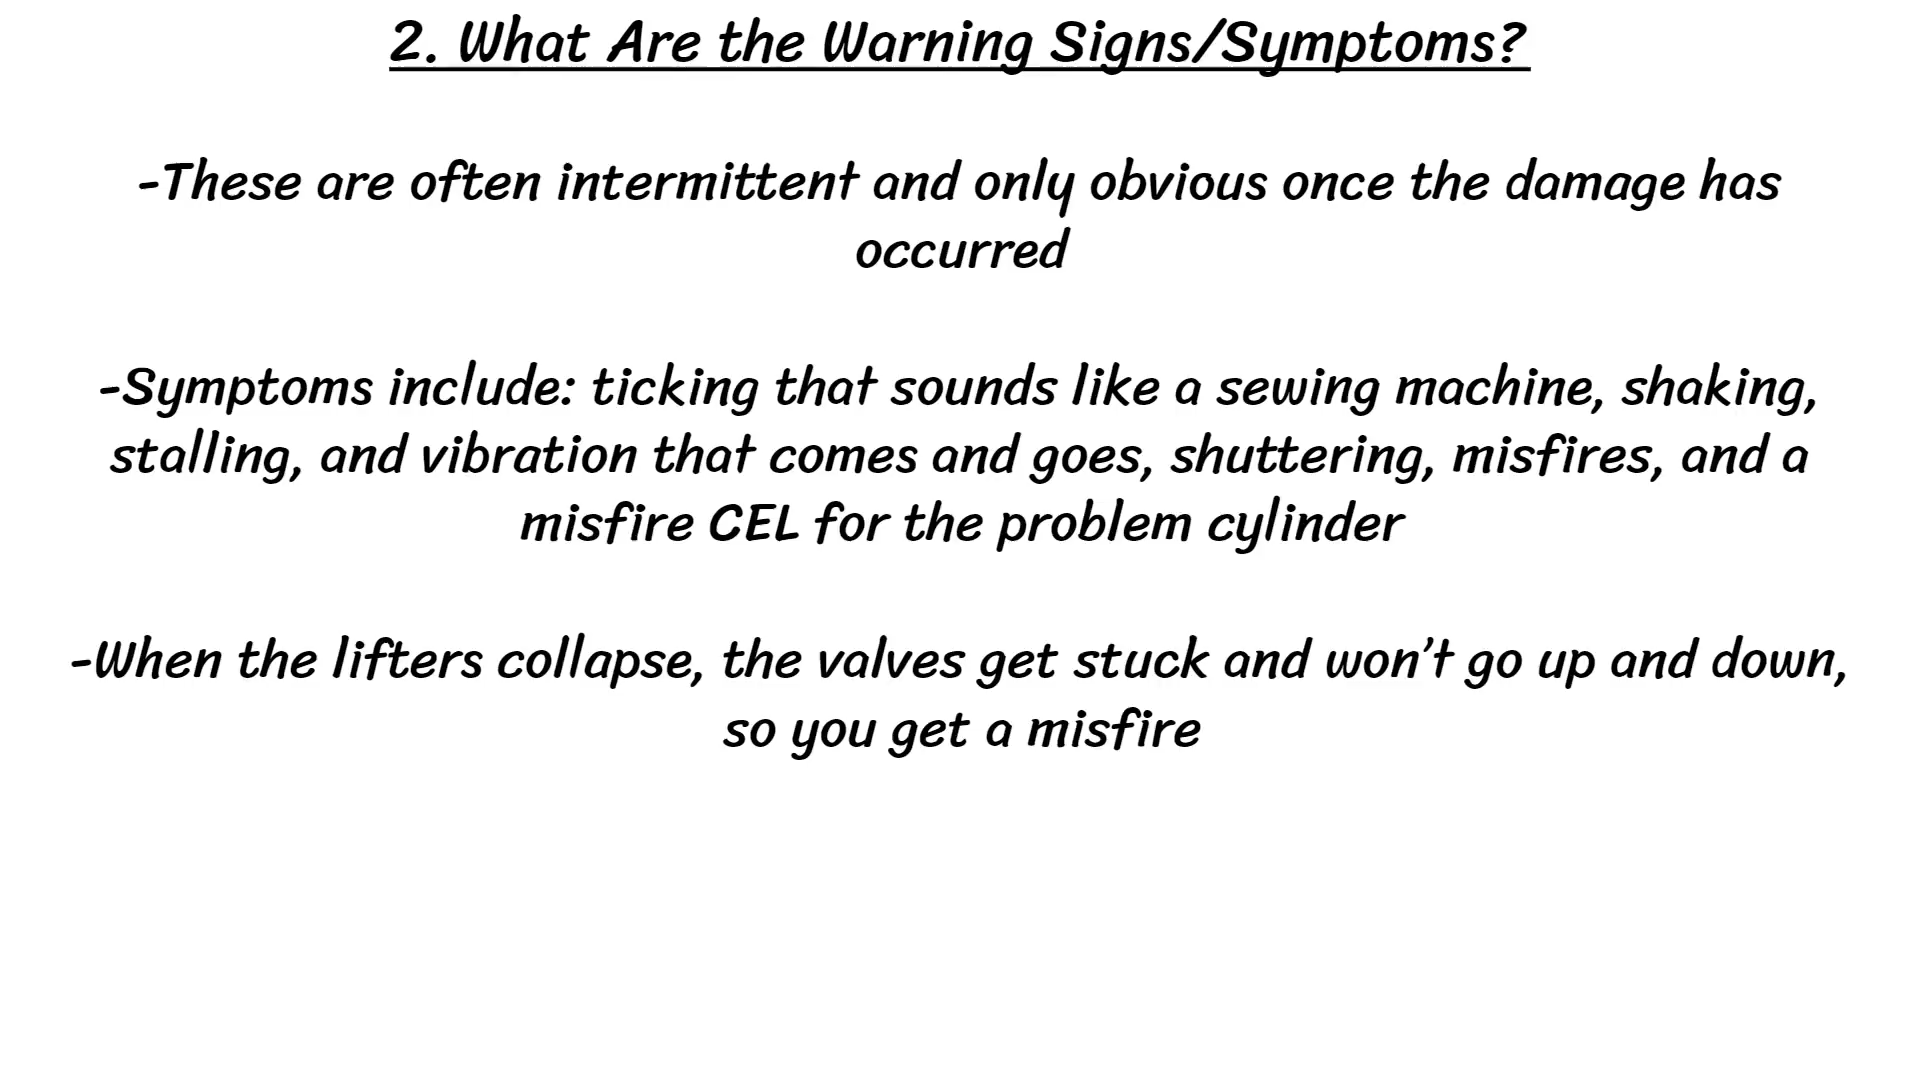 2. What Are the Warning Signs/Symptoms?
-These are often intermittent and only obvious once the damage has
occurred
-Symptoms include: ticking that sounds like a sewing machine, shaking,
stalling, and vibration that comes and goes, shuttering, misfires, and a
misfire CEL for the problem cylinder
-When the lifters collapse, the valves get stuck and won’t go up and down,
so you get a misfire